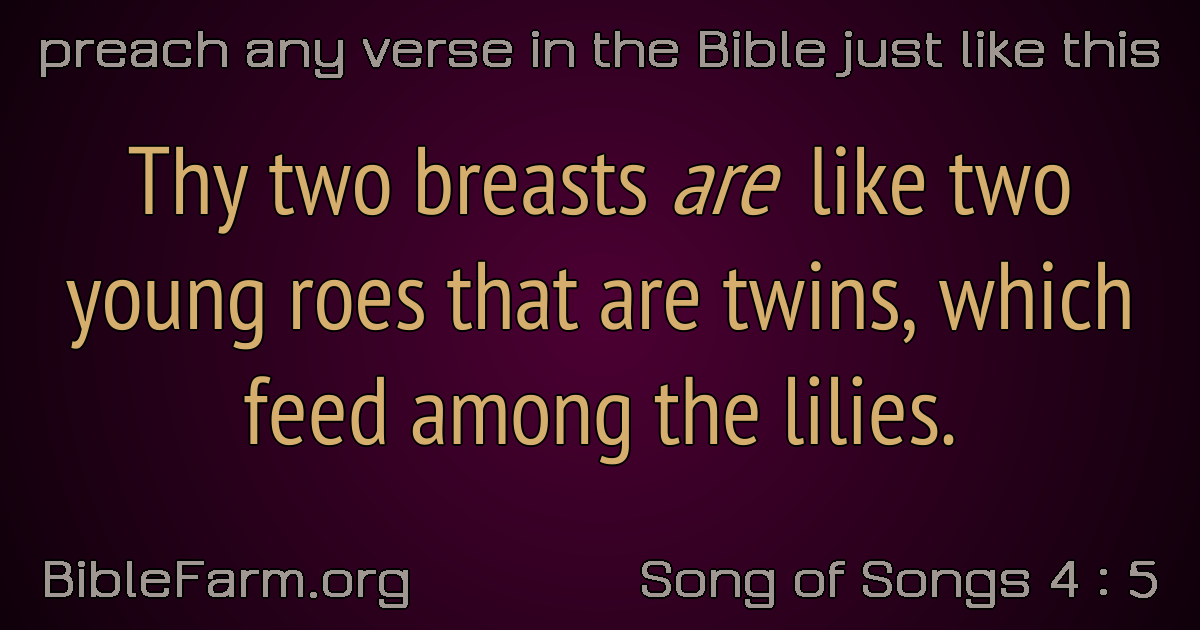 preach any verse in the Bible just like this
Thy two breasts are like two
young roes that are twins, which
feed among the lilies.
BibleFarm.org
Song of Songs 4 : 5